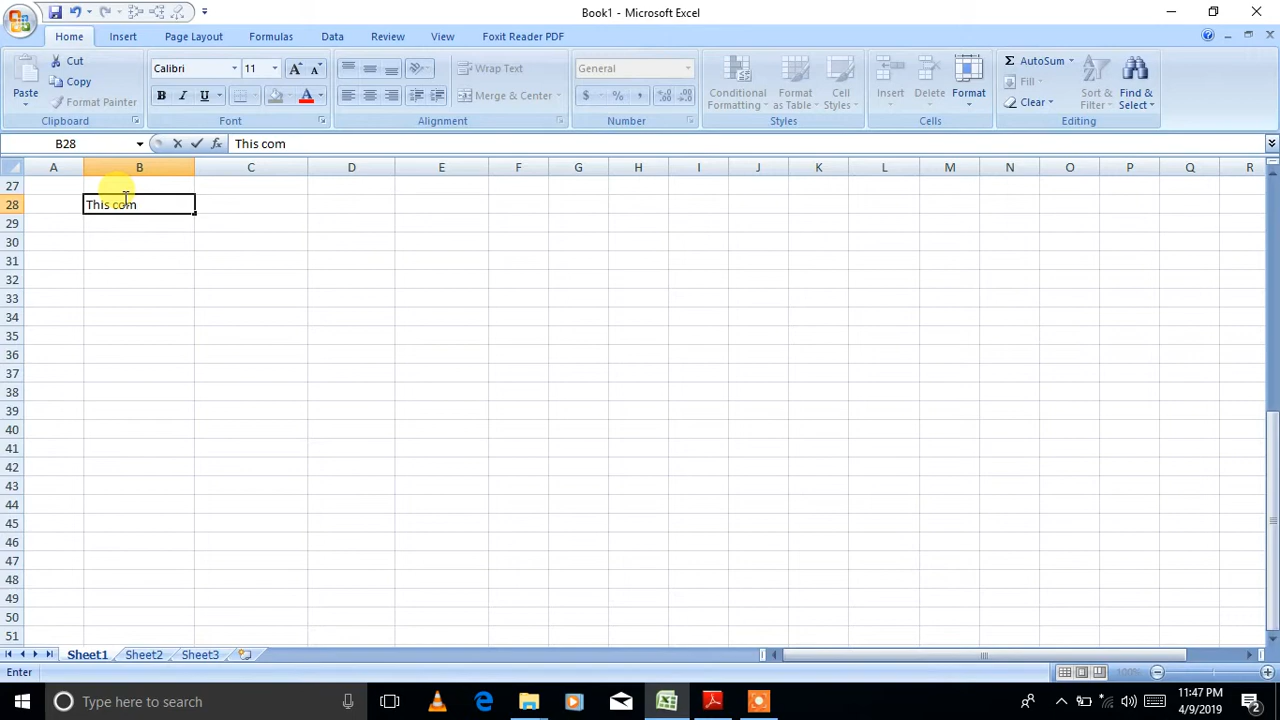 Book1 - Microsoft Excel
Home Insert Page Layout Formulas Data Review View Foxit Reader PDF
Paste
Cut
Copy
Format Painter
Clipboard
Calibri 11
B I U
A
Font
Wrap Text
Merge & Center
Alignment
General
$ % ,
Number
Conditional Formatting
Format as Table
Cell Styles
Styles
Insert
Delete
Format
Cells
Σ AutoSum
Fill
Clear
Sort & Filter
Find & Select
Editing
B28 fx This com
A B C D E F G H I J K L M N O P Q R
27
28 This com
29
30
31
32
33
34
35
36
37
38
39
40
41
42
43
44
45
46
47
48
49
50
51
Sheet1 Sheet2 Sheet3
Enter 100%
Type here to search
11:47 PM
4/9/2019
2